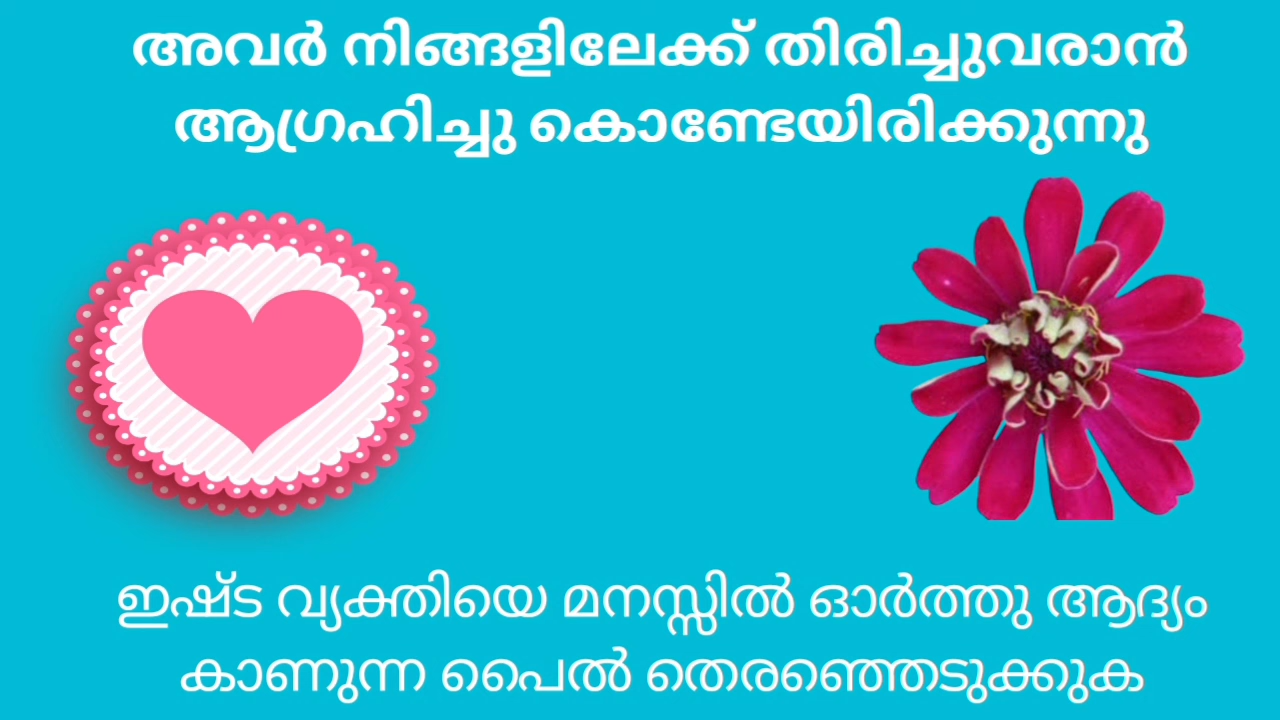 അവർ നിങ്ങളിലേക്ക് തിരിച്ചുവരാൻ
ആഗ്രഹിച്ചു കൊണ്ടേയിരിക്കുന്നു
ഇഷ്ട വ്യക്തിയെ മനസ്സിൽ ഓർത്തു ആദ്യം
കാണുന്ന പൈൽ തെരഞ്ഞെടുക്കുക